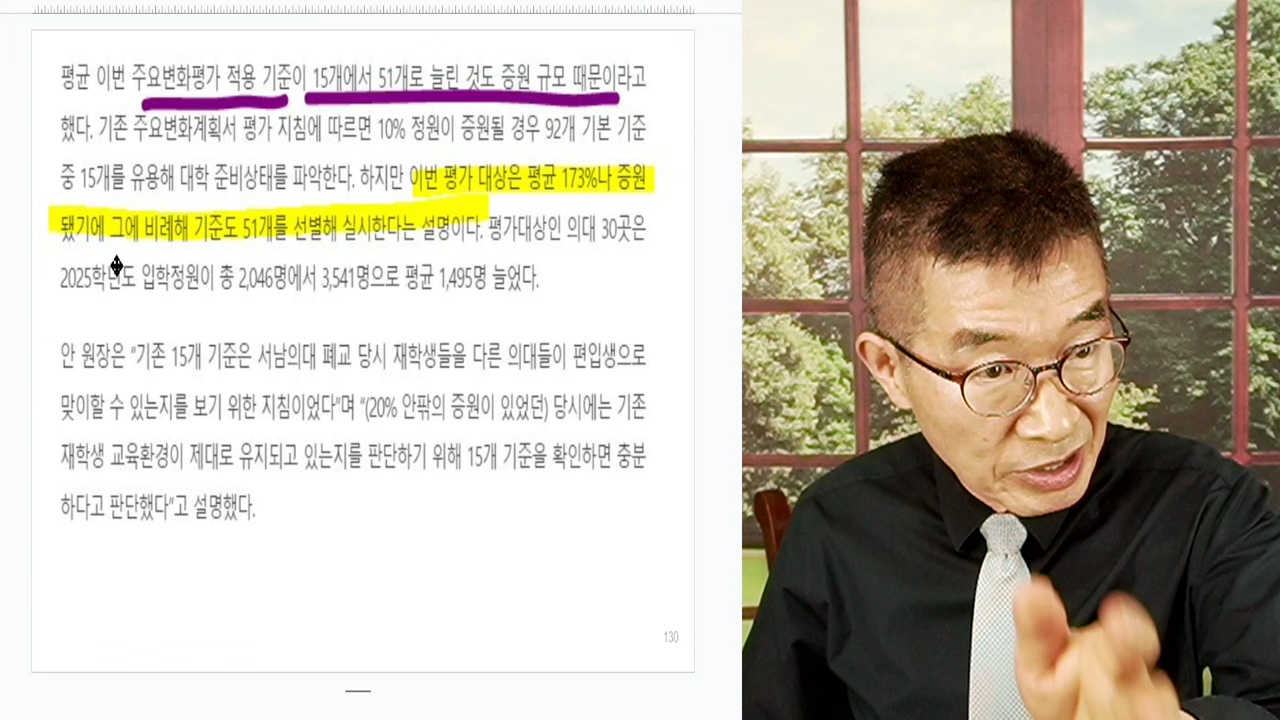 평균 이번 주요변화평가 적용 기준이 15개에서 51개로 늘린 것도 증원 규모 때문이라고
했다. 기존 주요변화계획서 평가 지침에 따르면 10% 정원이 증원될 경우 92개 기본 기준
중 15개를 유용해 대학 준비상태를 파악한다. 하지만 이번 평가 대상은 평균 173%나 증원
됐기에 그에 비례해 기준도 51개를 선별해 실시한다는 설명이다. 평가대상인 의대 30곳은
2025학년도 입학정원이 총 2,046명에서 3,541명으로 평균 1,495명 늘었다.
안 원장은 “기존 15개 기준은 서남의대 폐교 당시 재학생들을 다른 의대들이 편입생으로
맞이할 수 있는지를 보기 위한 지침이었다”며 “(20% 안팎의 증원이 있었던) 당시에는 기존
재학생 교육환경이 제대로 유지되고 있는지를 판단하기 위해 15개 기준을 확인하면 충분
하다고 판단했다”고 설명했다.
130